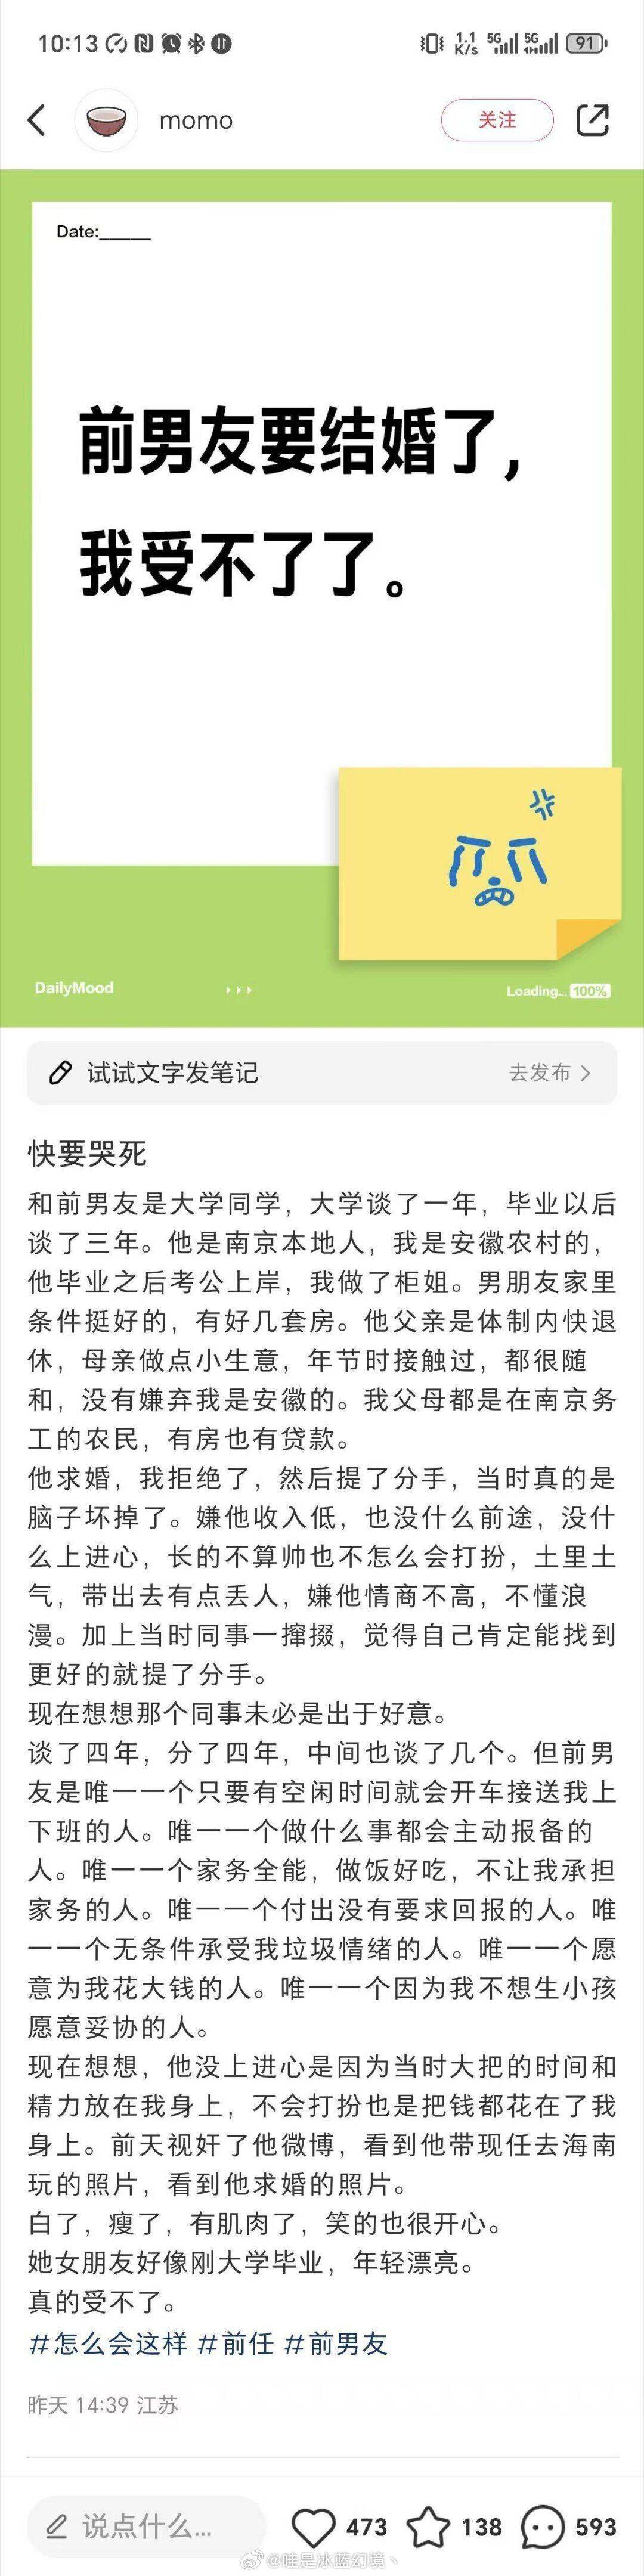 10:13
1.1
K/s
5G
5G
91
momo
关注
Date:_____
前男友要结婚了,
我受不了了。
DailyMood
Loading... 100%
试试文字发笔记
去发布
快要哭死
和前男友是大学同学，大学谈了一年，毕业以后
谈了三年。他是南京本地人，我是安徽农村的，
他毕业之后考公上岸，我做了柜姐。男朋友家里
条件挺好的，有好几套房。他父亲是体制内快退
休，母亲做点小生意，年节时接触过，都很随
和，没有嫌弃我是安徽的。我父母都是在南京务
工的农民，有房也有贷款。
他求婚，我拒绝了，然后提了分手，当时真的是
脑子坏掉了。嫌他收入低，也没什么前途，没什
么上进心，长的不算帅也不怎么会打扮，土里土
气，带出去有点丢人，嫌他情商不高，不懂浪
漫。加上当时同事一撺掇，觉得自己肯定能找到
更好的就提了分手。
现在想想那个同事未必是出于好意。
谈了四年，分了四年，中间也谈了几个。但前男
友是唯一一个只要有空闲时间就会开车接送我上
下班的人。唯一一个做什么事都会主动报备的
人。唯一一个家务全能，做饭好吃，不让我承担
家务的人。唯一一个付出没有要求回报的人。唯
一一个无条件承受我垃圾情绪的人。唯一一个愿
意为我花大钱的人。唯一一个因为我不想生小孩
愿意妥协的人。
现在想想，他没上进心是因为当时大把的时间和
精力放在我身上，不会打扮也是把钱都花在了我
身上。前天视奸了他微博，看到他带现任去海南
玩的照片，看到他求婚的照片。
白了，瘦了，有肌肉了，笑的也很开心。
她女朋友好像刚大学毕业，年轻漂亮。
真的受不了。
#怎么会这样 #前任 #前男友
昨天 14:39 江苏
说点什么...
473
138
593
@哇是冰蓝幻境丶